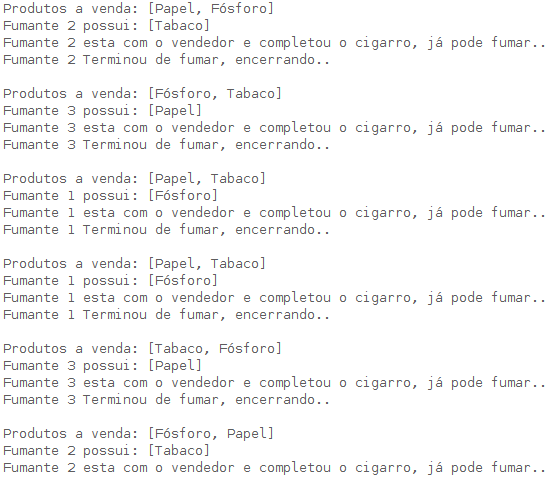 Produtos a venda: [Papel, Fósforo]
Fumante 2 possui: [Tabaco]
Fumante 2 esta com o vendedor e completou o cigarro, já pode fumar..
Fumante 2 Terminou de fumar, encerrando..

Produtos a venda: [Fósforo, Tabaco]
Fumante 3 possui: [Papel]
Fumante 3 esta com o vendedor e completou o cigarro, já pode fumar..
Fumante 3 Terminou de fumar, encerrando..

Produtos a venda: [Papel, Tabaco]
Fumante 1 possui: [Fósforo]
Fumante 1 esta com o vendedor e completou o cigarro, já pode fumar..
Fumante 1 Terminou de fumar, encerrando..

Produtos a venda: [Papel, Tabaco]
Fumante 1 possui: [Fósforo]
Fumante 1 esta com o vendedor e completou o cigarro, já pode fumar..
Fumante 1 Terminou de fumar, encerrando..

Produtos a venda: [Tabaco, Fósforo]
Fumante 3 possui: [Papel]
Fumante 3 esta com o vendedor e completou o cigarro, já pode fumar..
Fumante 3 Terminou de fumar, encerrando..

Produtos a venda: [Fósforo, Papel]
Fumante 2 possui: [Tabaco]
Fumante 2 esta com o vendedor e completou o cigarro, já pode fumar..